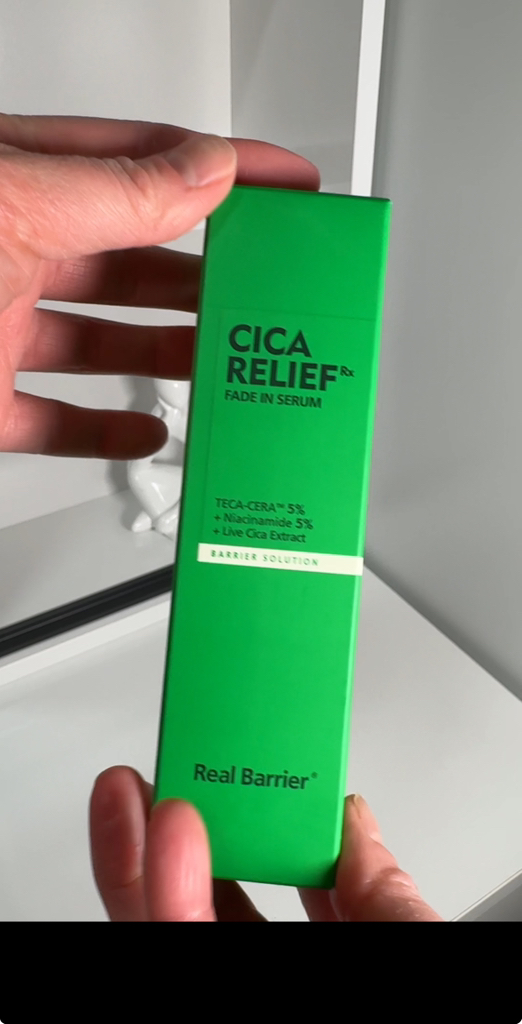 CICA
RELIEF Rx
FADE IN SERUM
TECA-CERA™ 5%
+ Niacinamide 5%
+ Live Cica Extract
BARRIER SOLUTION
Real Barrier®